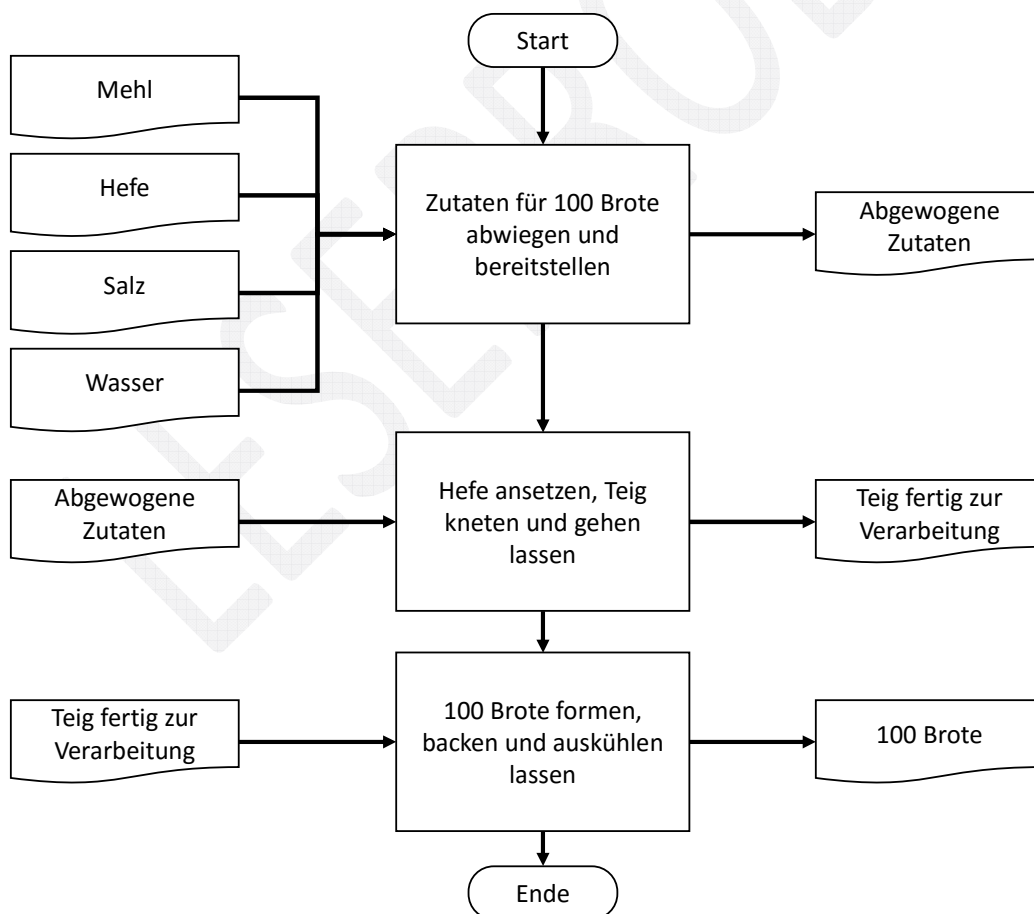 Start
Mehl
Hefe
Salz
Wasser
Zutaten für 100 Brote
abwiegen und
bereitstellen
Abgewogene
Zutaten
Abgewogene
Zutaten
Hefe ansetzen, Teig
kneten und gehen
lassen
Teig fertig zur
Verarbeitung
Teig fertig zur
Verarbeitung
100 Brote formen,
backen und auskühlen
lassen
100 Brote
Ende